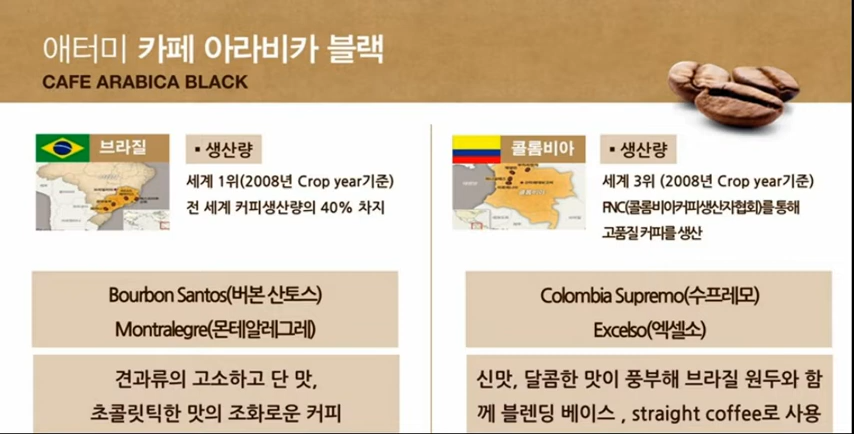 애터미 카페 아라비카 블랙
CAFE ARABICA BLACK
브라질
▪ 생산량
세계 1위(2008년 Crop year기준)
전 세계 커피생산량의 40% 차지
Bourbon Santos(버본 산토스)
Montralegre(몬테알레그레)
견과류의 고소하고 단 맛,
초콜릿틱한 맛의 조화로운 커피
콜롬비아
▪ 생산량
세계 3위 (2008년 Crop year기준)
FNC(콜롬비아커피생산자협회)를 통해
고품질 커피를 생산
Colombia Supremo(수프레모)
Excelso(엑셀소)
신맛, 달콤한 맛이 풍부해 브라질 원두와 함
께 블렌딩 베이스 , straight coffee로 사용